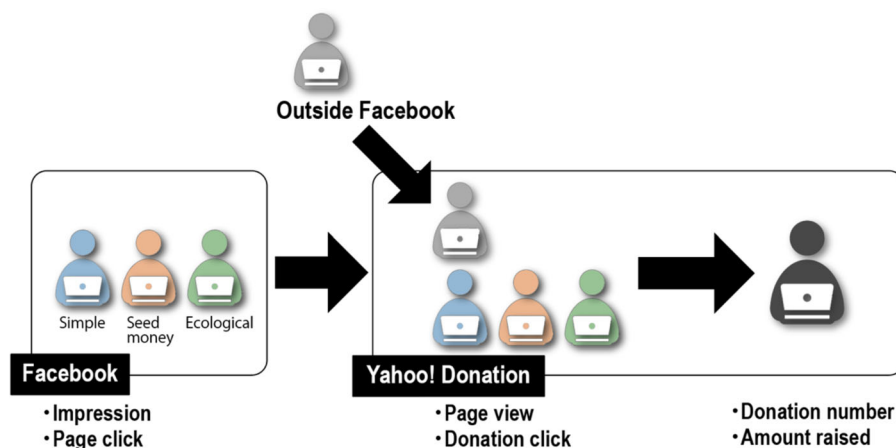 Outside Facebook
Simple
Seed
money
Ecological
Facebook
・Impression
・Page click
Yahoo! Donation
・Page view
・Donation click
・Donation number
・Amount raised